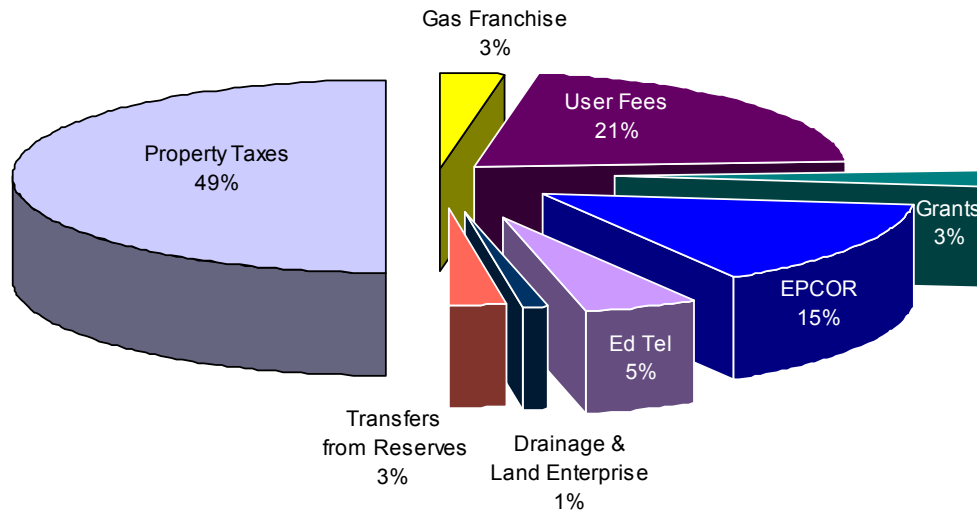 Gas Franchise
3%
User Fees
21%
Property Taxes
49%
Grants
3%
EPCOR
15%
Ed Tel
5%
Transfers
from Reserves
3%
Drainage &
Land Enterprise
1%